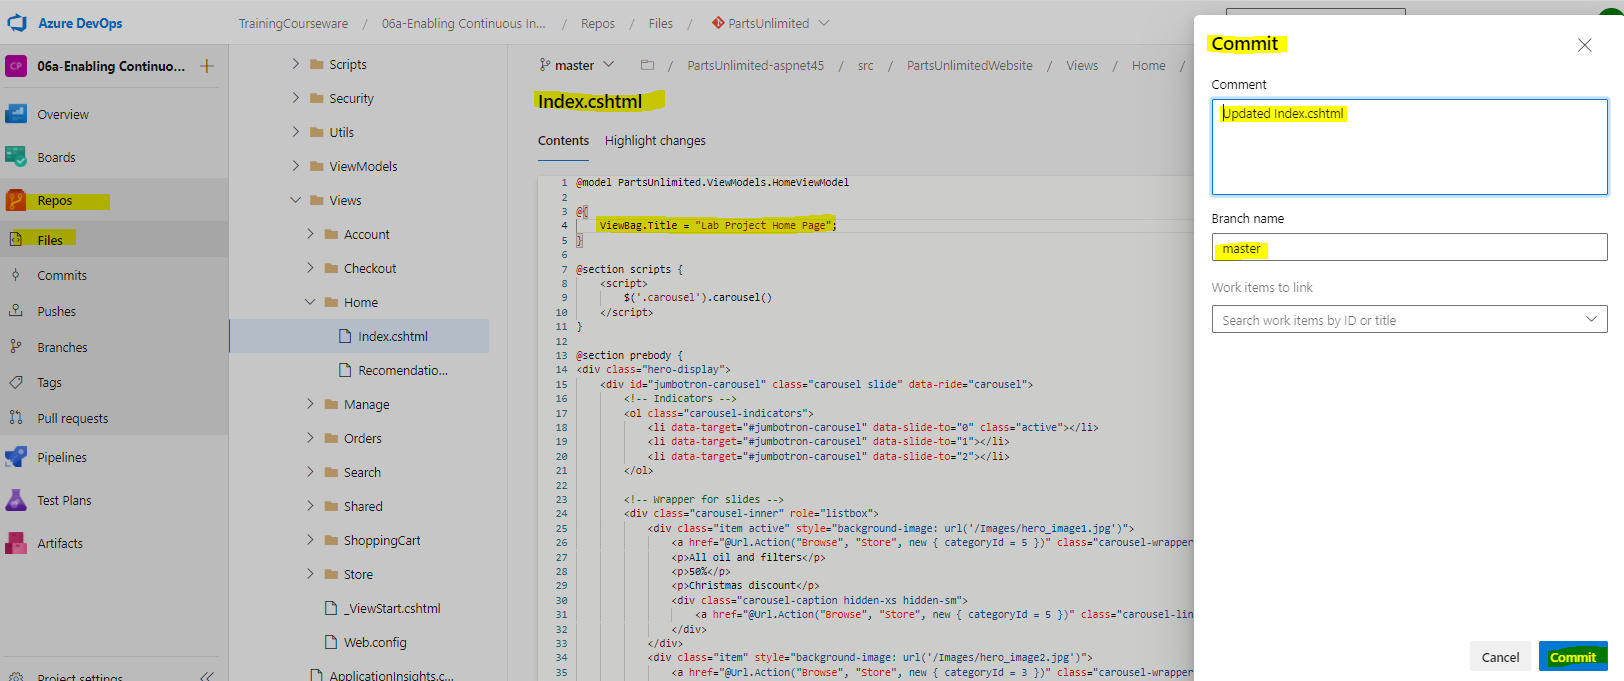 Azure DevOps
TrainingCourseware / 06a-Enabling Continuous In... / Repos / Files / PartsUnlimited
CP 06a-Enabling Continuo... +
Overview
Boards
Repos
Files
Commits
Pushes
Branches
Tags
Pull requests
Pipelines
Test Plans
Artifacts
Project settings
Scripts
Security
Utils
ViewModels
Views
Account
Checkout
Home
Index.cshtml
Recomendatio...
Manage
Orders
Search
Shared
ShoppingCart
Store
_ViewStart.cshtml
Web.config
ApplicationInsights.c...
master / PartsUnlimited-aspnet45 / src / PartsUnlimitedWebsite / Views / Home /
Index.cshtml
Contents Highlight changes
1 @model PartsUnlimited.ViewModels.HomeViewModel
2
3 @{
4 ViewBag.Title = "Lab Project Home Page";
5 }
6
7 @section scripts {
8 <script>
9 $('.carousel').carousel()
10 </script>
11 }
12
13 @section prebody {
14 <div class="hero-display">
15 <div id="jumbotron-carousel" class="carousel slide" data-ride="carousel">
16 <!-- Indicators -->
17 <ol class="carousel-indicators">
18 <li data-target="#jumbotron-carousel" data-slide-to="0" class="active"></li>
19 <li data-target="#jumbotron-carousel" data-slide-to="1"></li>
20 <li data-target="#jumbotron-carousel" data-slide-to="2"></li>
21 </ol>
22
23 <!-- Wrapper for slides -->
24 <div class="carousel-inner" role="listbox">
25 <div class="item active" style="background-image: url('/Images/hero_image1.jpg')">
26 <a href="@Url.Action("Browse", "Store", new { categoryId = 5 })" class="carousel-wrapper
27 <p>All oil and filters</p>
28 <p>50%</p>
29 <p>Christmas discount</p>
30 <div class="carousel-caption hidden-xs hidden-sm">
31 <a href="@Url.Action("Browse", "Store", new { categoryId = 5 })" class="carousel-lin
32 </div>
33 </div>
34 <div class="item" style="background-image: url('/Images/hero_image2.jpg')">
35 <a href="@Url.Action("Browse", "Store", new { categoryId = 3 })" class="carousel-wrapper
Commit
Comment
Updated Index.cshtml
Branch name
master
Work items to link
Search work items by ID or title
Cancel Commit